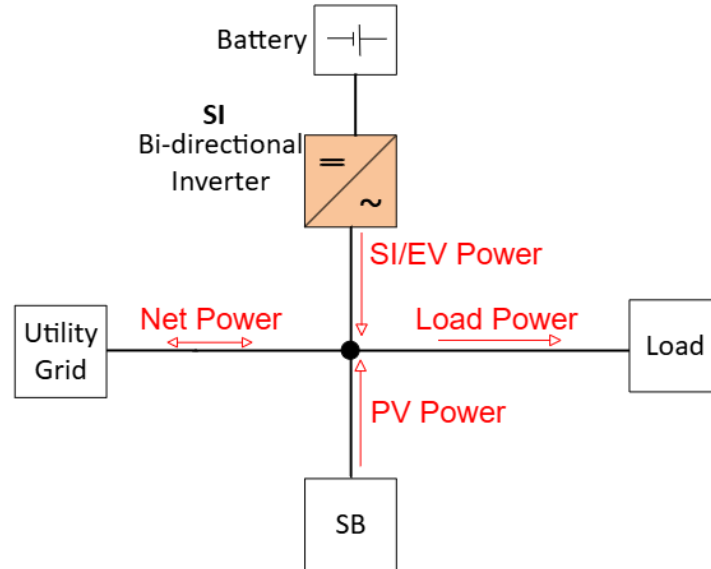 Battery
SI
Bi-directional
Inverter
=
~
SI/EV Power
Net Power
Load Power
Utility
Grid
Load
PV Power
SB